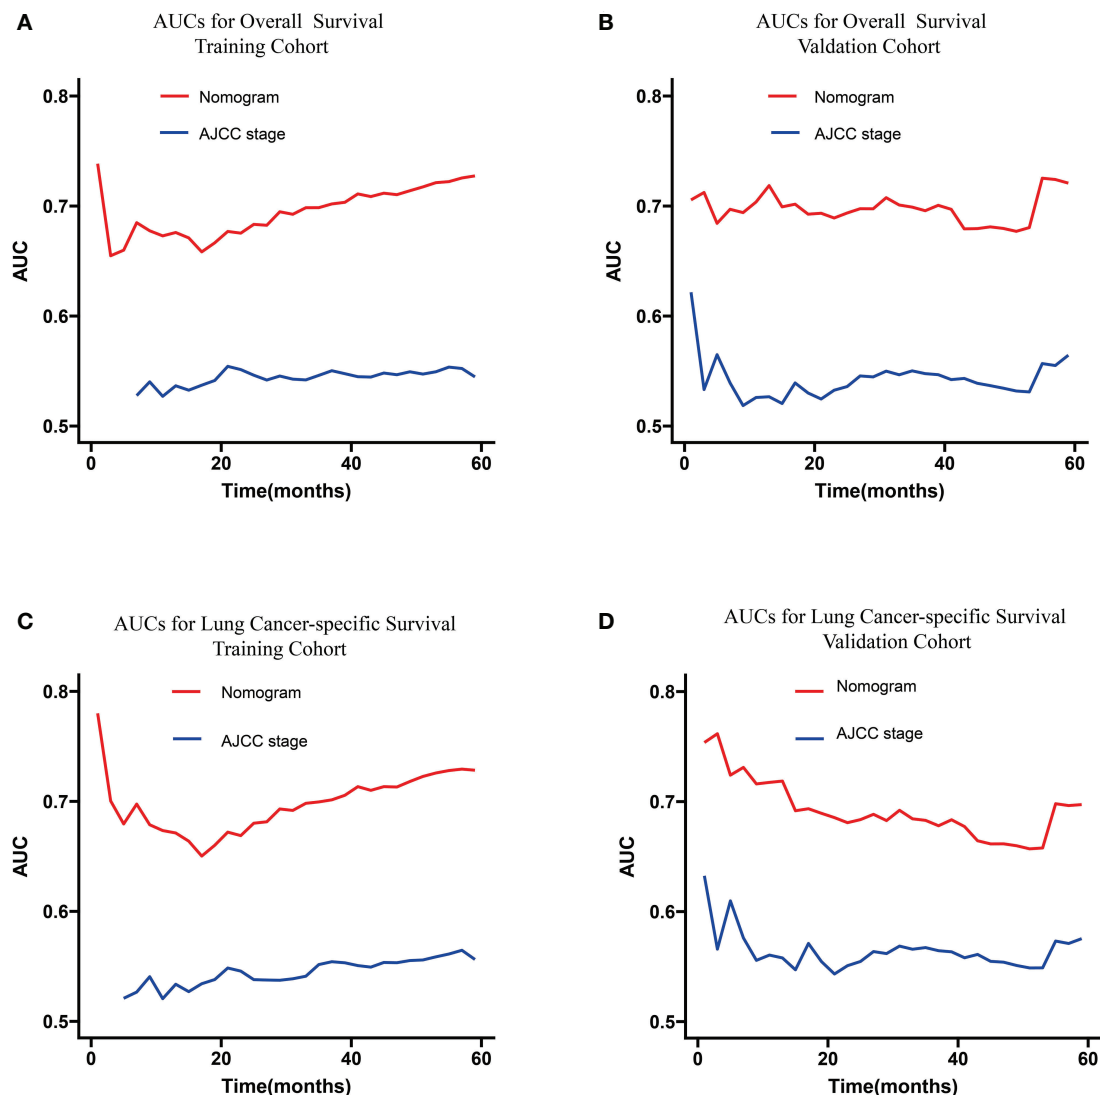 A
AUCs for Overall Survival
Training Cohort
Nomogram
AJCC stage
0.8
0.7
0.6
0.5
AUC
0
20
40
60
Time(months)
B
AUCs for Overall Survival
Valdation Cohort
Nomogram
AJCC stage
0.8
0.7
0.6
0.5
AUC
0
20
40
60
Time(months)
C
AUCs for Lung Cancer-specific Survival
Training Cohort
Nomogram
AJCC stage
0.8
0.7
0.6
0.5
AUC
0
20
40
60
Time(months)
D
AUCs for Lung Cancer-specific Survival
Validation Cohort
Nomogram
AJCC stage
0.8
0.7
0.6
0.5
AUC
0
20
40
60
Time(months)